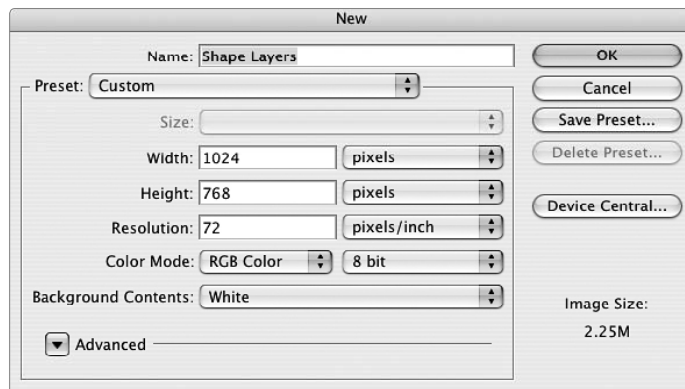 New
Name: Shape Layers
OK
Preset: Custom
Cancel
Size:
Save Preset...
Width: 1024 pixels
Delete Preset...
Height: 768 pixels
Device Central...
Resolution: 72 pixels/inch
Color Mode: RGB Color 8 bit
Background Contents: White
Image Size:
2.25M
Advanced